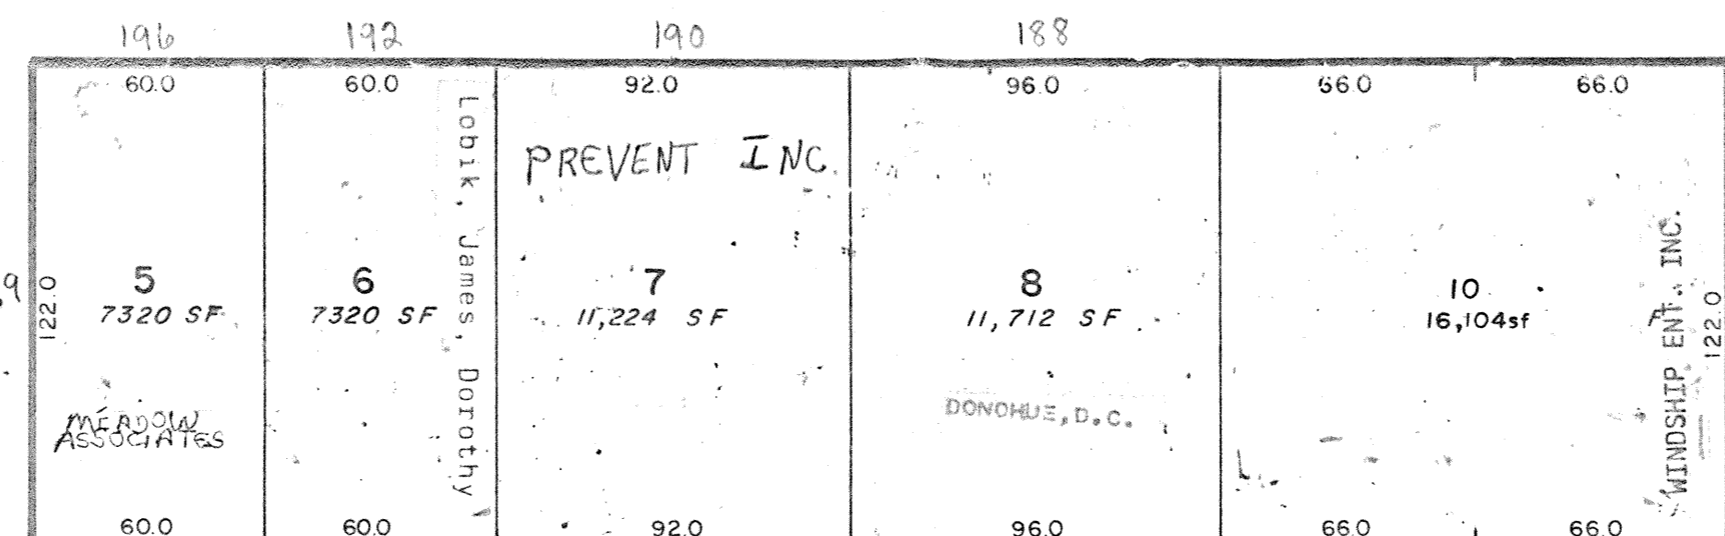 196 192 190 188
60.0 60.0 92.0 96.0 66.0 66.0
PREVENT INC.
Lobik, James, Dorothy
5 6 7 8 10
122.0 7320 SF 7320 SF 11,224 SF 11,712 SF 16,104sf 122.0
WINDSHIP ENT., INC.
MEADOW
ASSOCIATES
DONOHUE, D.C.
60.0 60.0 92.0 96.0 66.0 66.0